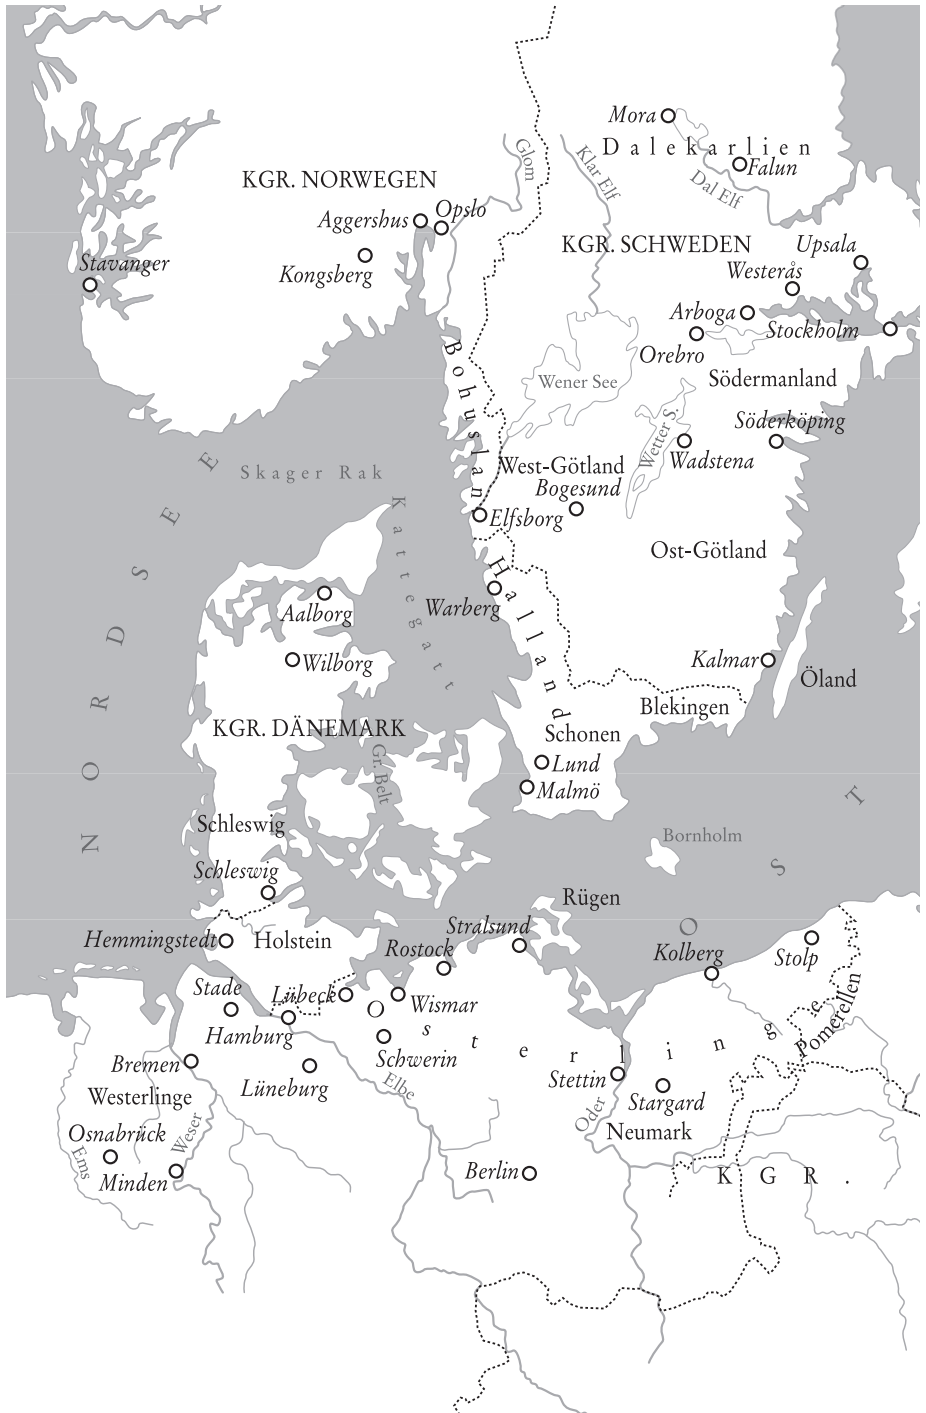 Mora
Dalekarlien
Falun
Glom
Klar Elf
Dal Elf
KGR. NORWEGEN
Aggershus
Opslo
Kongsberg
Stavanger
KGR. SCHWEDEN
Upsala
Westerås
Arboga
Stockholm
Orebro
Bohuslan
Wener See
Södermanland
Wetter S.
Söderköping
Wadstena
West-Götland
Bogesund
Elfsborg
Skager Rak
Kattegatt
NORDSEE
Ost-Götland
Halland
Aalborg
Warberg
Wilborg
Kalmar
Öland
Blekingen
KGR. DÄNEMARK
Gr. Belt
Schonen
Lund
Malmö
OST
Schleswig
Bornholm
Schleswig
Rügen
Hemmingstedt
Holstein
Stralsund
Rostock
Kolberg
Stolp
Stade
Lübeck
Wismar
Osterlinge
Pomerellen
Hamburg
Schwerin
Bremen
Lüneburg
Elbe
Stettin
Stargard
Westerlinge
Oder
Neumark
Osnabrück
Weser
Ems
Minden
Berlin
KGR.